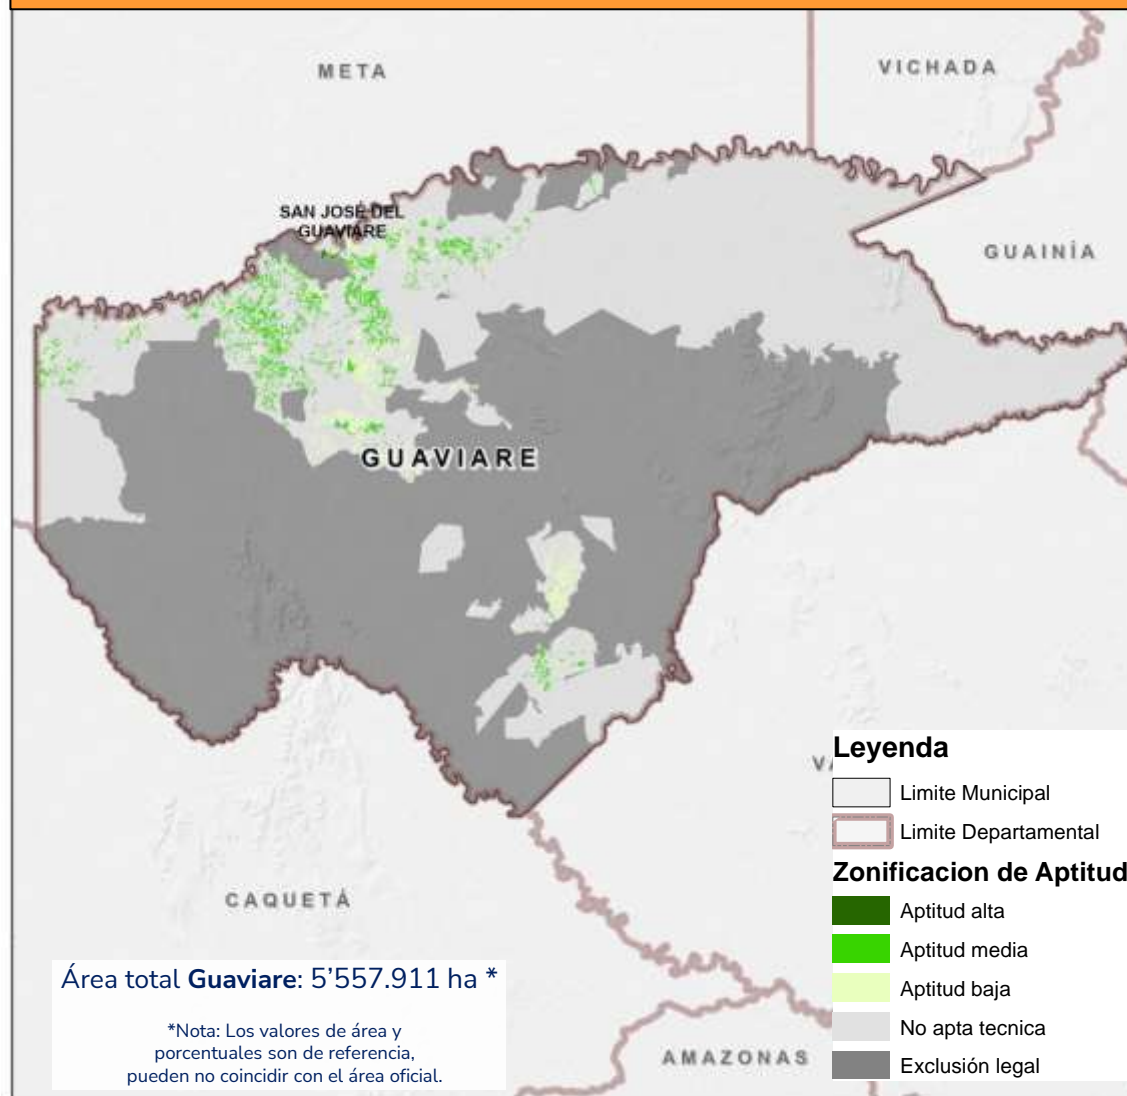 META
VICHADA
SAN JOSÉ DEL
GUAVIARE
GUAINÍA
GUAVIARE
Leyenda
Limite Municipal
Limite Departamental
Zonificacion de Aptitud
Aptitud alta
Aptitud media
Aptitud baja
No apta tecnica
Exclusión legal
CAQUETÁ
Área total Guaviare: 5’557.911 ha *
*Nota: Los valores de área y
porcentuales son de referencia,
pueden no coincidir con el área oficial.
AMAZONAS